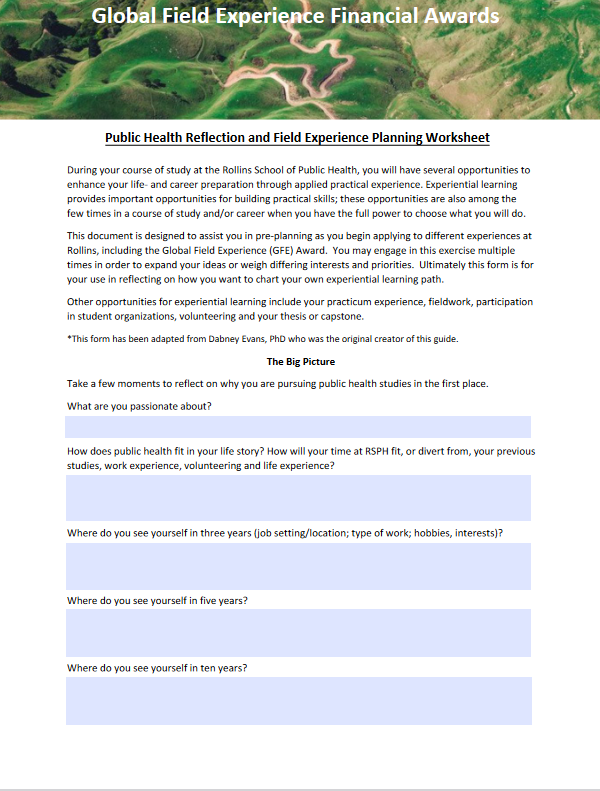 Global Field Experience Financial Awards
Public Health Reflection and Field Experience Planning Worksheet
During your course of study at the Rollins School of Public Health, you will have several opportunities to
enhance your life- and career preparation through applied practical experience. Experiential learning
provides important opportunities for building practical skills; these opportunities are also among the
few times in a course of study and/or career when you have the full power to choose what you will do.
This document is designed to assist you in pre-planning as you begin applying to different experiences at
Rollins, including the Global Field Experience (GFE) Award.  You may engage in this exercise multiple
times in order to expand your ideas or weigh differing interests and priorities.  Ultimately this form is for
your use in reflecting on how you want to chart your own experiential learning path.
Other opportunities for experiential learning include your practicum experience, fieldwork, participation
in student organizations, volunteering and your thesis or capstone.
*This form has been adapted from Dabney Evans, PhD who was the original creator of this guide.
The Big Picture
Take a few moments to reflect on why you are pursuing public health studies in the first place.
What are you passionate about?
How does public health fit in your life story? How will your time at RSPH fit, or divert from, your previous
studies, work experience, volunteering and life experience?
Where do you see yourself in three years (job setting/location; type of work; hobbies, interests)?
Where do you see yourself in five years?
Where do you see yourself in ten years?